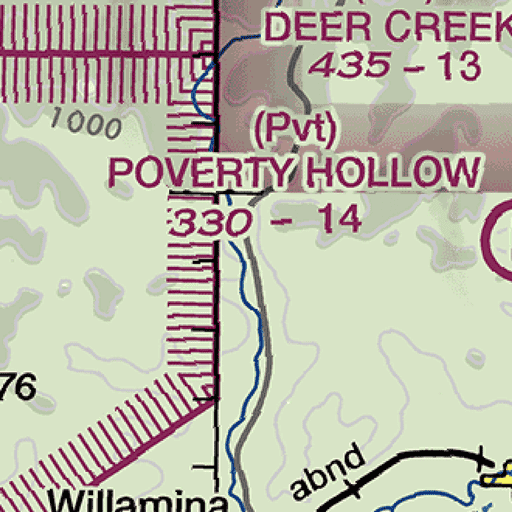 DEER CREEK
435 - 13
1000
(Pvt)
POVERTY HOLLOW
330 - 14
76
abnd
Willamina